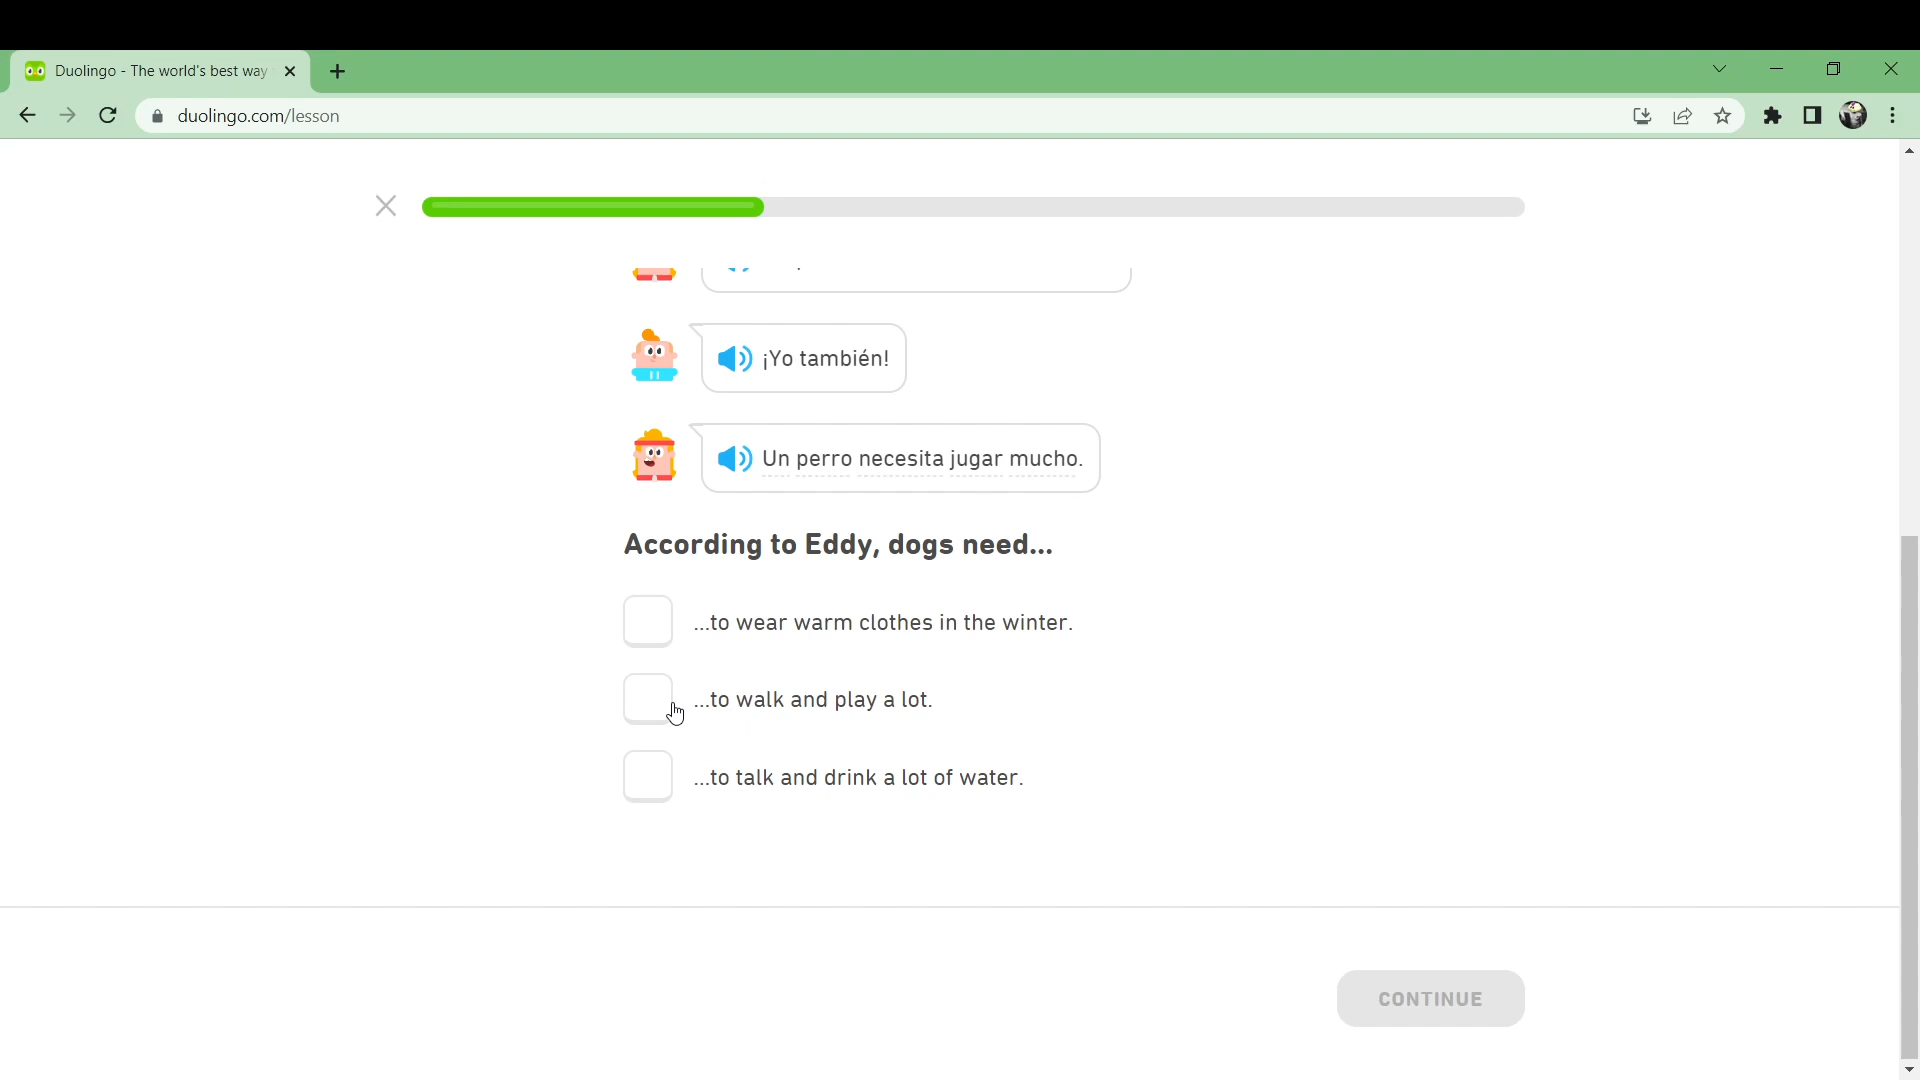 Duolingo - The world's best way
duolingo.com/lesson
¡Yo también!
Un perro necesita jugar mucho.
According to Eddy, dogs need...
...to wear warm clothes in the winter.
...to walk and play a lot.
...to talk and drink a lot of water.
CONTINUE